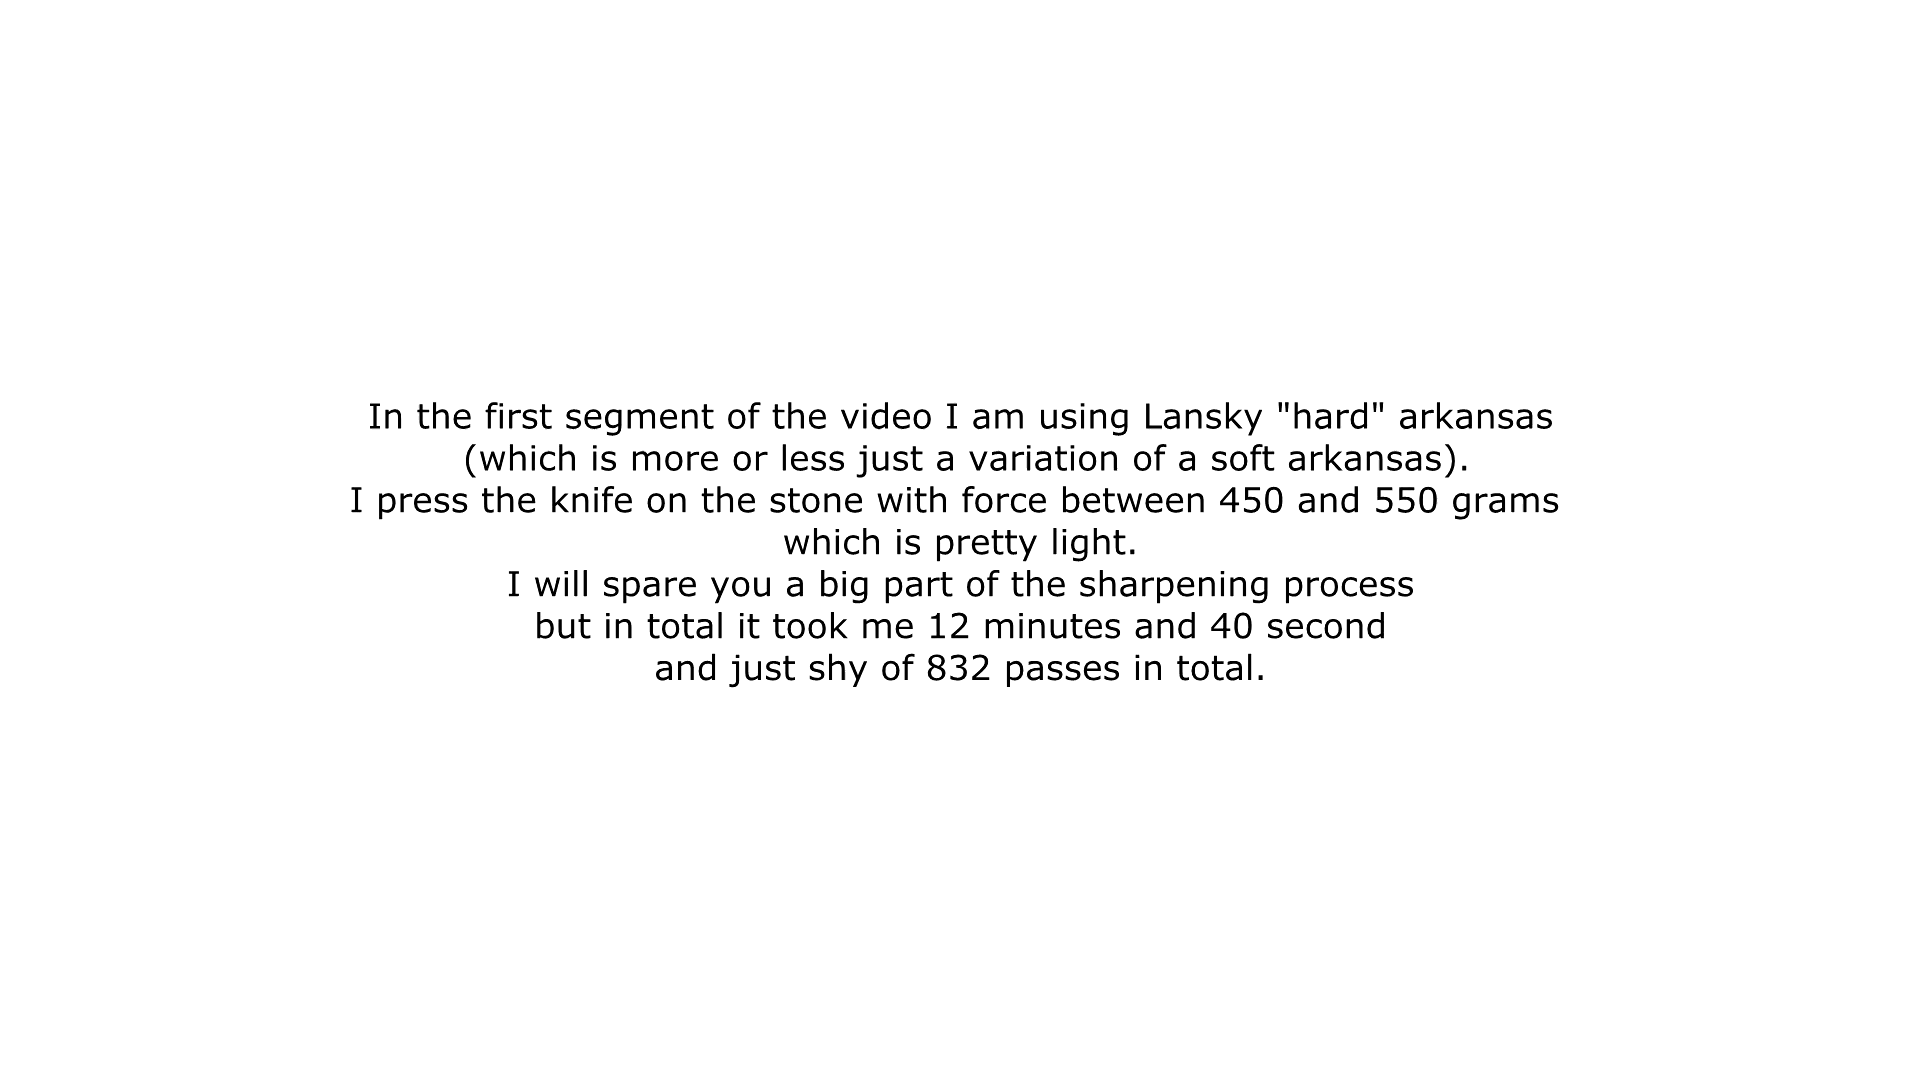 In the first segment of the video I am using Lansky "hard" arkansas
(which is more or less just a variation of a soft arkansas).
I press the knife on the stone with force between 450 and 550 grams
which is pretty light.
I will spare you a big part of the sharpening process
but in total it took me 12 minutes and 40 second
and just shy of 832 passes in total.